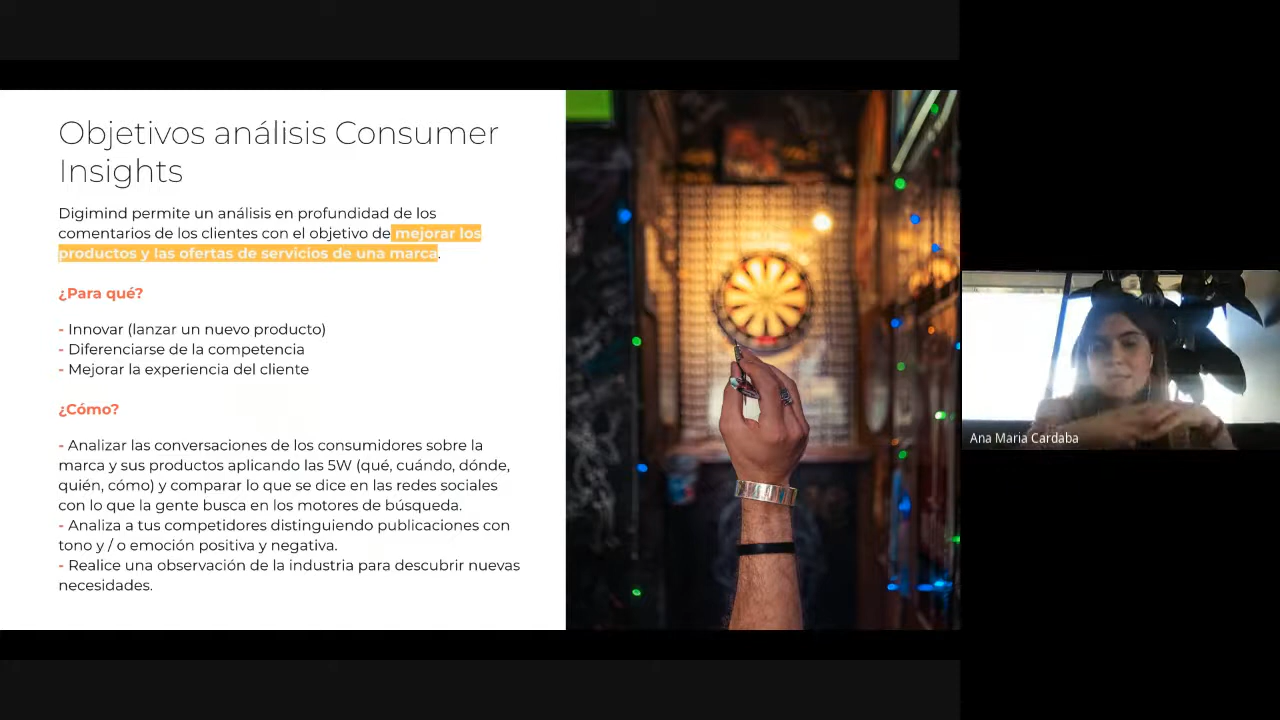 Objetivos análisis Consumer
Insights
Digimind permite un análisis en profundidad de los
comentarios de los clientes con el objetivo de mejorar los
productos y las ofertas de servicios de una marca.
¿Para qué?
- Innovar (lanzar un nuevo producto)
- Diferenciarse de la competencia
- Mejorar la experiencia del cliente
¿Cómo?
- Analizar las conversaciones de los consumidores sobre la
marca y sus productos aplicando las 5W (qué, cuándo, dónde,
quién, cómo) y comparar lo que se dice en las redes sociales
con lo que la gente busca en los motores de búsqueda.
- Analiza a tus competidores distinguiendo publicaciones con
tono y / o emoción positiva y negativa.
- Realice una observación de la industria para descubrir nuevas
necesidades.
Ana Maria Cardaba